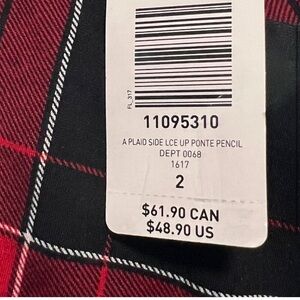 FL_317
11095310
A PLAID SIDE LCE UP PONTE PENCIL
DEPT 0068
1617
2
$61.90 CAN
$48.90 US